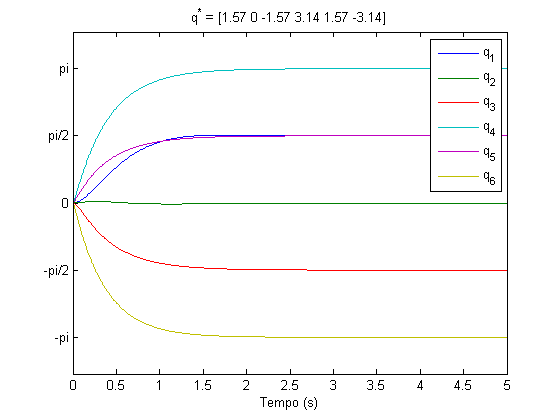 q* = [1.57 0 -1.57 3.14 1.57 -3.14]
pi
pi/2
0
-pi/2
-pi
q1
q2
q3
q4
q5
q6
0 0.5 1 1.5 2 2.5 3 3.5 4 4.5 5
Tempo (s)